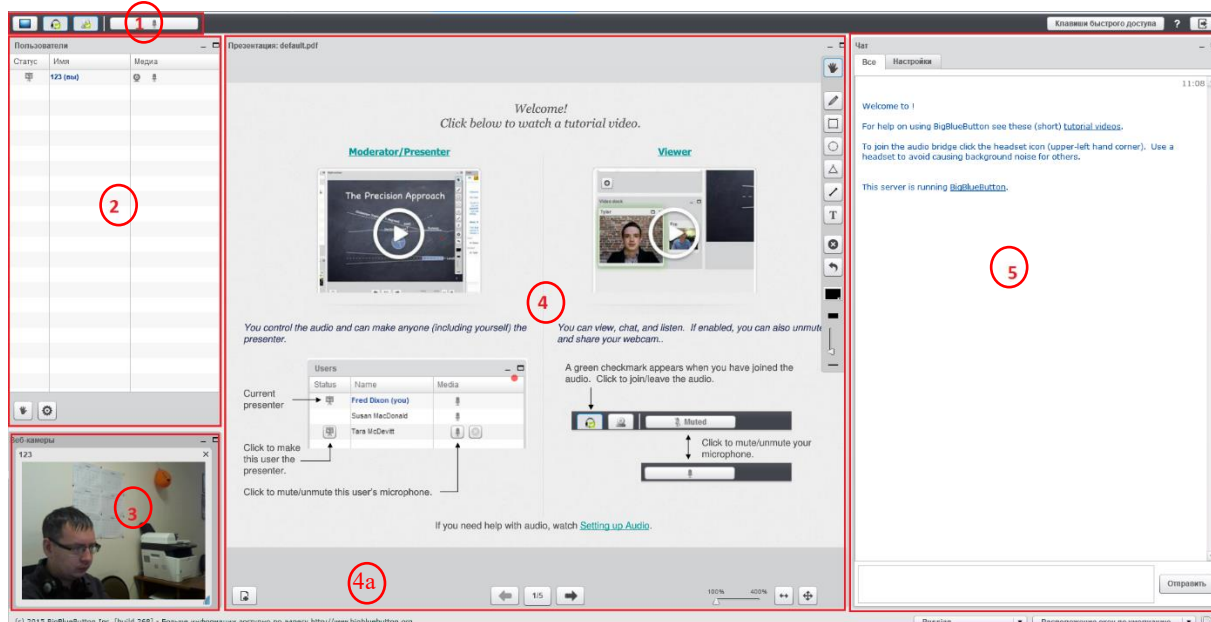 1
Клавиши быстрого доступа
?
Пользователи
Статус Имя Медиа
123 (вы)
2
Веб-камеры
123
3
Презентация: default.pdf
Welcome!
Click below to watch a tutorial video.
Moderator/Presenter
Viewer
The Precision Approach
Video dock
Tyler
4
You control the audio and can make anyone (including yourself) the
presenter.
You can view, chat, and listen. If enabled, you can also unmute
and share your webcam..
Users
Status Name Media
Fred Dixon (you)
Susan MacDonald
Tara McDevitt
Current
presenter
Click to make
this user the
presenter.
Click to mute/unmute this user's microphone.
A green checkmark appears when you have joined the
audio. Click to join/leave the audio.
Muted
Click to mute/unmute your
microphone.
If you need help with audio, watch Setting up Audio.
T
4a
1/5
100% 400%
Чат
Все Настройки
11:08
Welcome to !
For help on using BigBlueButton see these (short) tutorial videos.
To join the audio bridge click the headset icon (upper-left hand corner). Use a
headset to avoid causing background noise for others.
This server is running BigBlueButton.
5
Отправить
(c) 2015 BigBlueButton Inc. [build 268] -